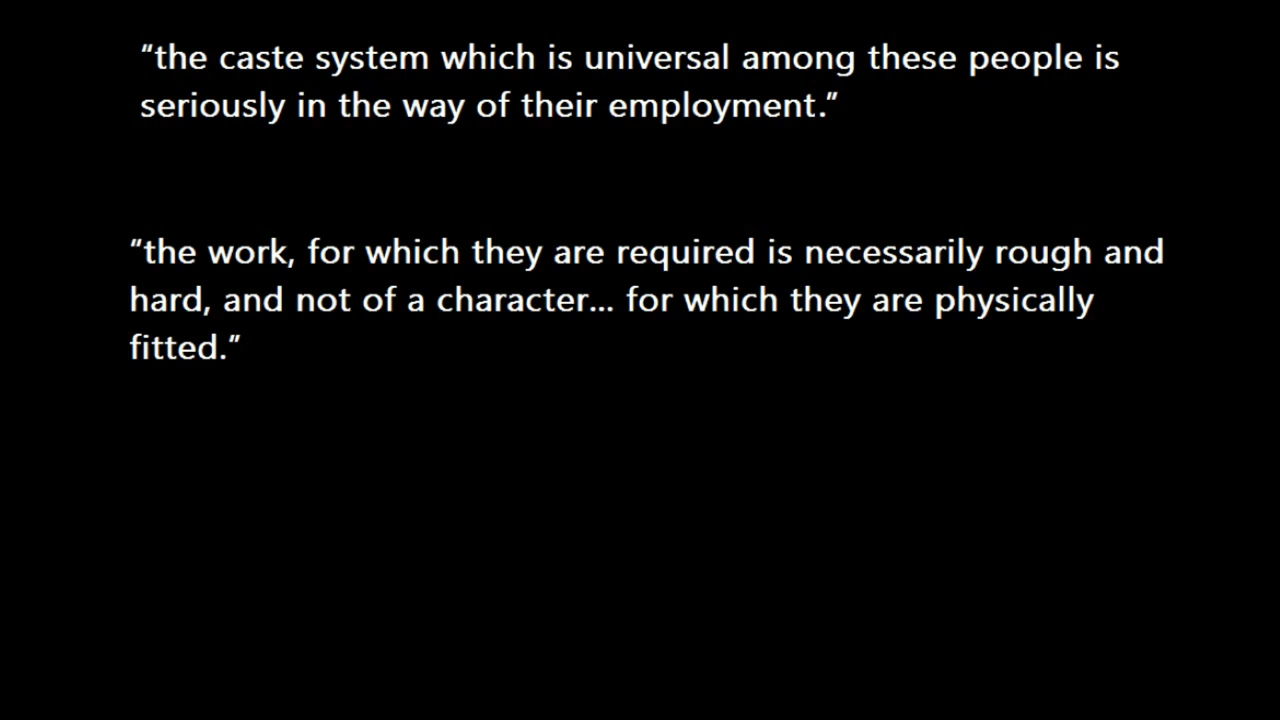 “the caste system which is universal among these people is
seriously in the way of their employment.”
“the work, for which they are required is necessarily rough and
hard, and not of a character... for which they are physically
fitted.”